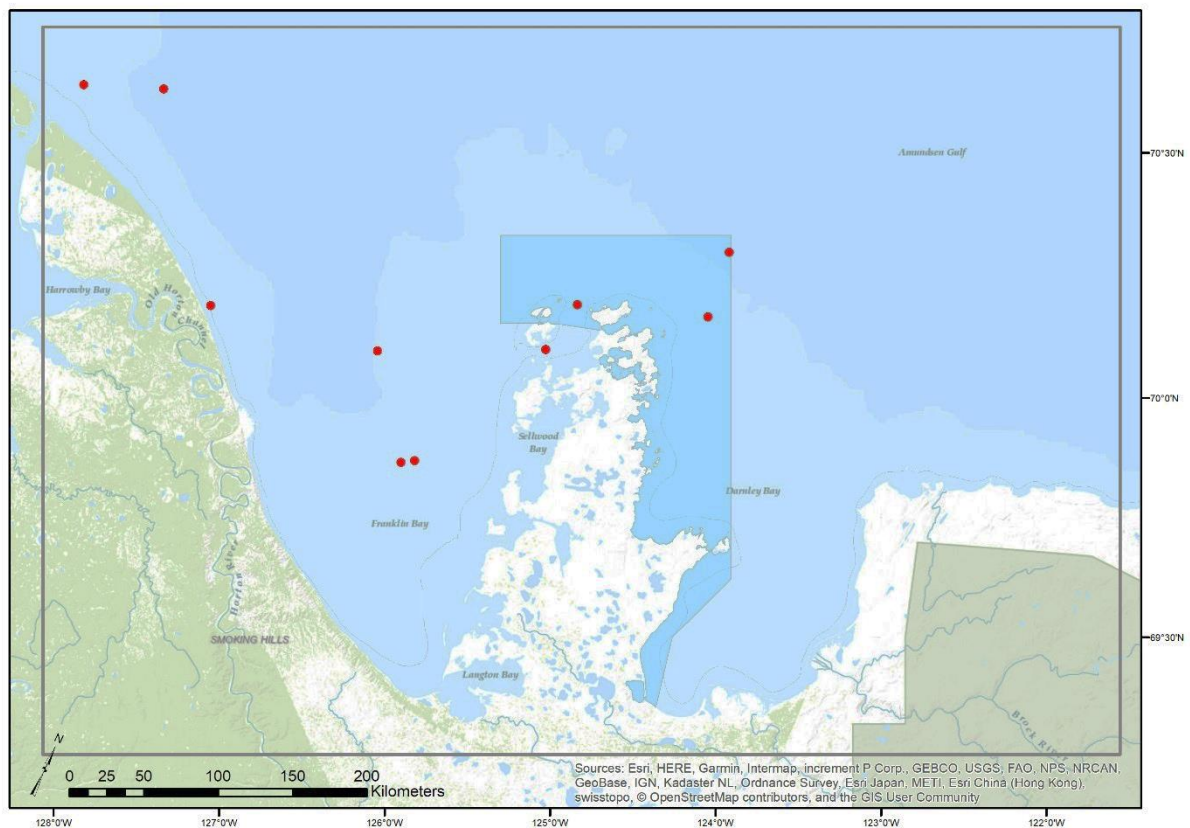 Amundsen Gulf
70°30'N
Harrowby Bay
Old Horton Channel
70°0'N
Sellwood
Bay
Darnley Bay
Franklin Bay
Horton River
69°30'N
SMOKING HILLS
Langton Bay
Brock River
N
0 25 50 100 150 200
Kilometers
Sources: Esri, HERE, Garmin, Intermap, increment P Corp., GEBCO, USGS, FAO, NPS, NRCAN,
GeoBase, IGN, Kadaster NL, Ordnance Survey, Esri Japan, METI, Esri China (Hong Kong),
swisstopo, © OpenStreetMap contributors, and the GIS User Community
128°0'W 127°0'W 126°0'W 125°0'W 124°0'W 123°0'W 122°0'W